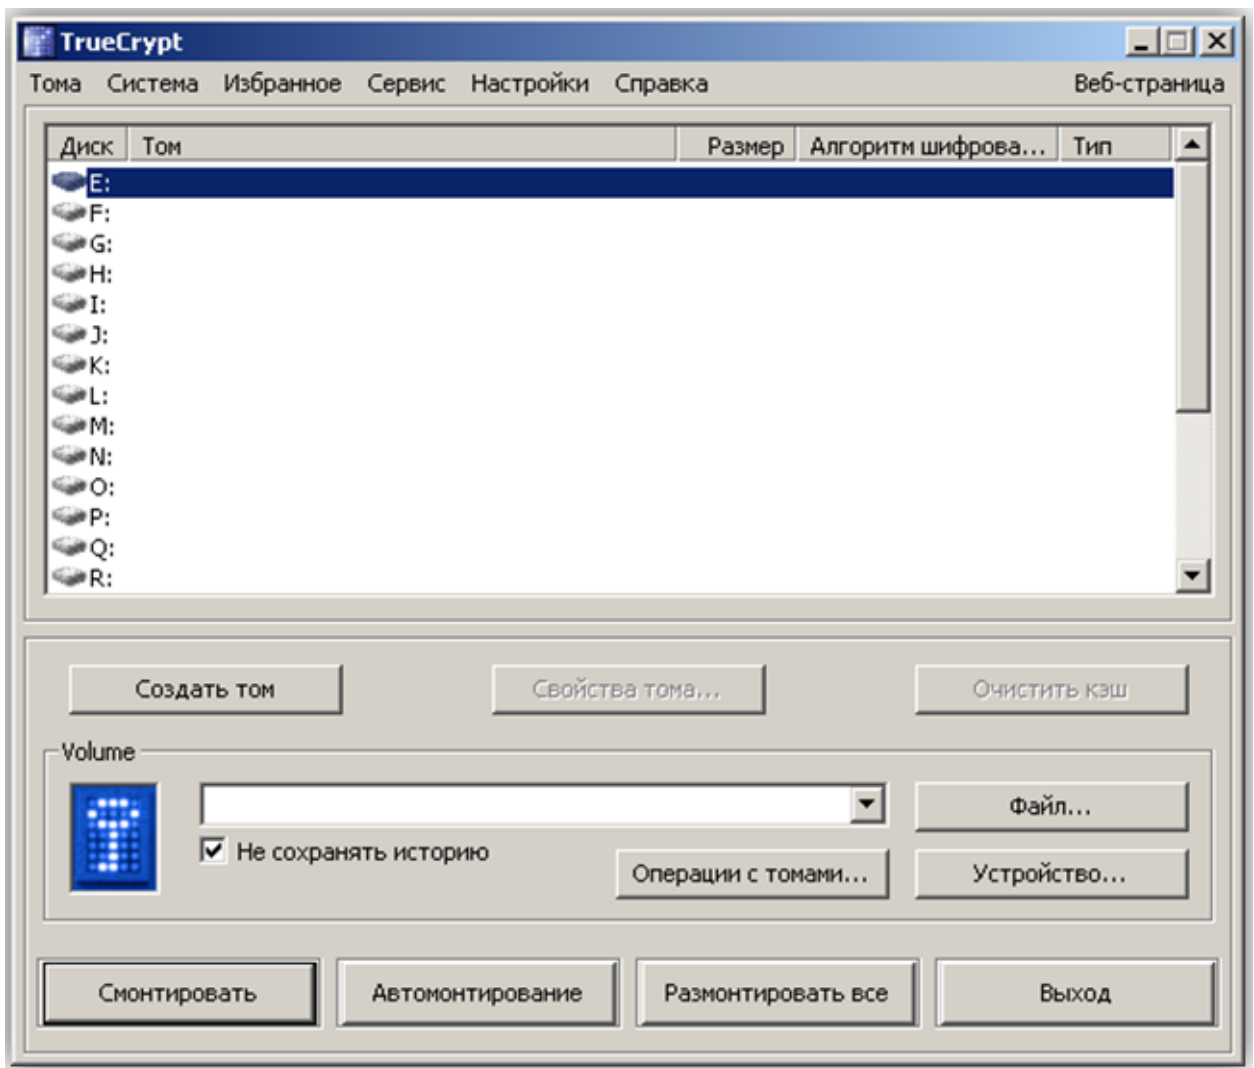 TrueCrypt
Тома Система Избранное Сервис Настройки Справка Веб-страница
Диск Том Размер Алгоритм шифрова... Тип
E:
F:
G:
H:
I:
J:
K:
L:
M:
N:
O:
P:
Q:
R:
Создать том Свойства тома... Очистить кэш
Volume
Файл...
Не сохранять историю
Операции с томами... Устройство...
Смонтировать Автомонтирование Размонтировать все Выход